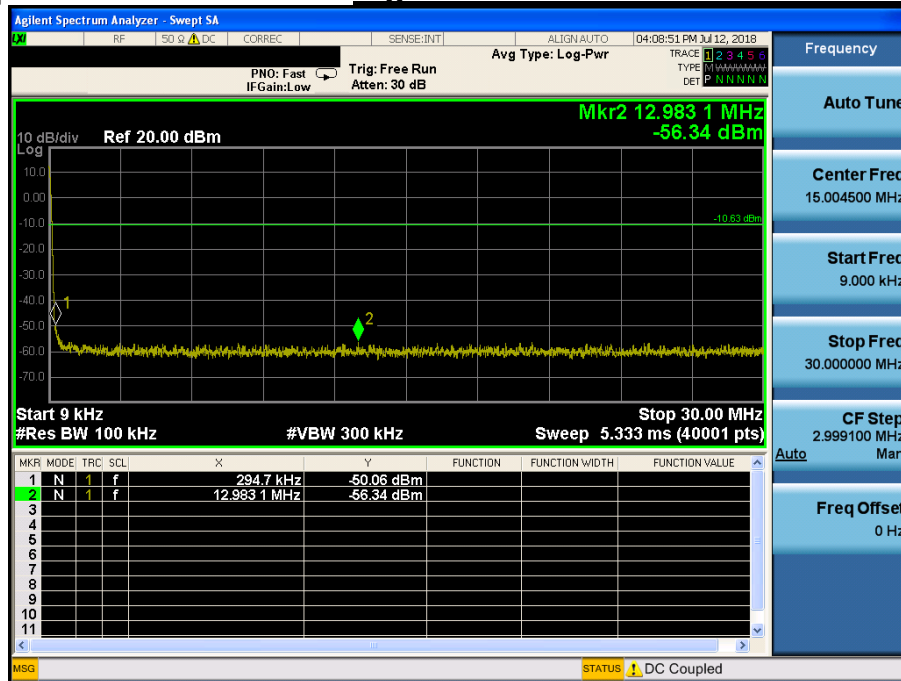 Agilent Spectrum Analyzer - Swept SA
LXI RF 50 Ω DC CORREC SENSE:INT ALIGN AUTO 04:08:51 PM Jul 12, 2018
Avg Type: Log-Pwr TRACE 1 2 3 4 5 6
PNO: Fast Trig: Free Run TYPE M WWWWW
IFGain:Low Atten: 30 dB DET P N N N N N
Mkr2 12.983 1 MHz
10 dB/div Ref 20.00 dBm -56.34 dBm
Log
10.0
0.00
-10.0 -10.63 dBm
-20.0
-30.0
-40.0
1
-50.0 2
-60.0
-70.0
Start 9 kHz Stop 30.00 MHz
#Res BW 100 kHz #VBW 300 kHz Sweep 5.333 ms (40001 pts)
MKR MODE TRC SCL X Y FUNCTION FUNCTION WIDTH FUNCTION VALUE
1 N 1 f 294.7 kHz -50.06 dBm
2 N 1 f 12.983 1 MHz -56.34 dBm
3
4
5
6
7
8
9
10
11
MSG STATUS DC Coupled
Frequency
Auto Tune
Center Freq
15.004500 MHz
Start Freq
9.000 kHz
Stop Freq
30.000000 MHz
CF Step
2.999100 MHz
Auto Man
Freq Offset
0 Hz